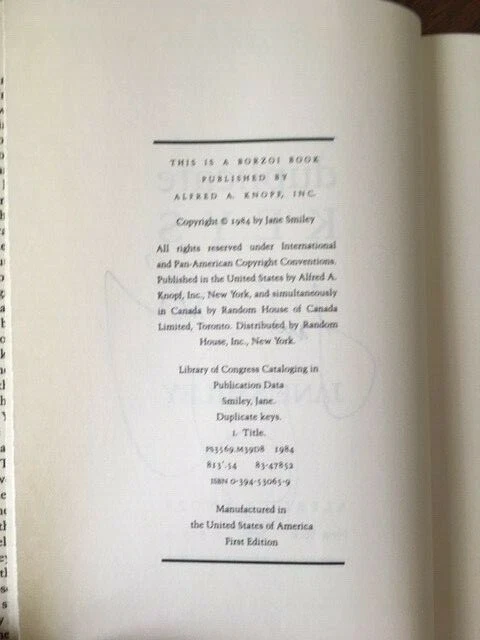 THIS IS A BORZOI BOOK
PUBLISHED BY
ALFRED A. KNOPF, INC.
Copyright © 1984 by Jane Smiley
All rights reserved under International
and Pan-American Copyright Conventions.
Published in the United States by Alfred A.
Knopf, Inc., New York, and simultaneously
in Canada by Random House of Canada
Limited, Toronto. Distributed by Random
House, Inc., New York.
Library of Congress Cataloging in
Publication Data
Smiley, Jane.
Duplicate keys.
1. Title.
PS3569.M39D8 1984
813'.54 83-47852
ISBN 0-394-53065-9
Manufactured in
the United States of America
First Edition